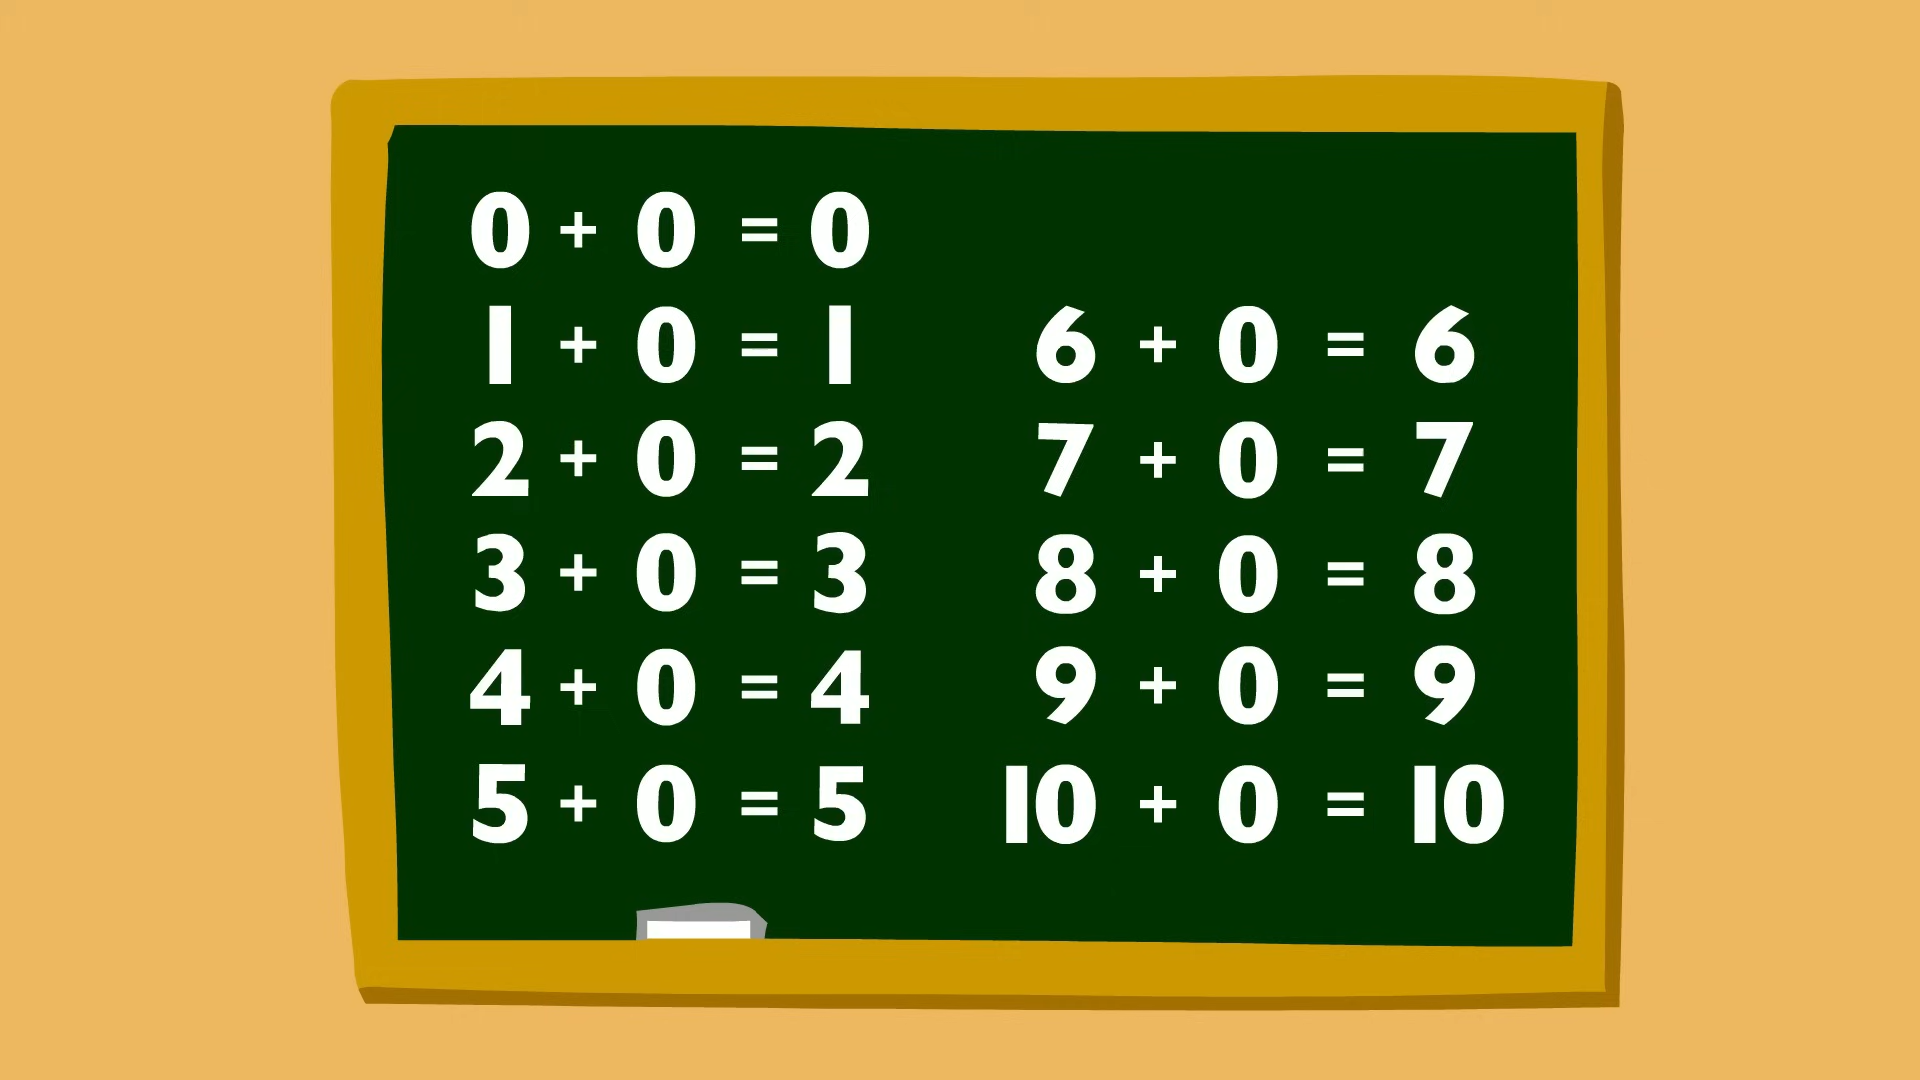 0 + 0 = 0
1 + 0 = 1
2 + 0 = 2
3 + 0 = 3
4 + 0 = 4
5 + 0 = 5
6 + 0 = 6
7 + 0 = 7
8 + 0 = 8
9 + 0 = 9
10 + 0 = 10